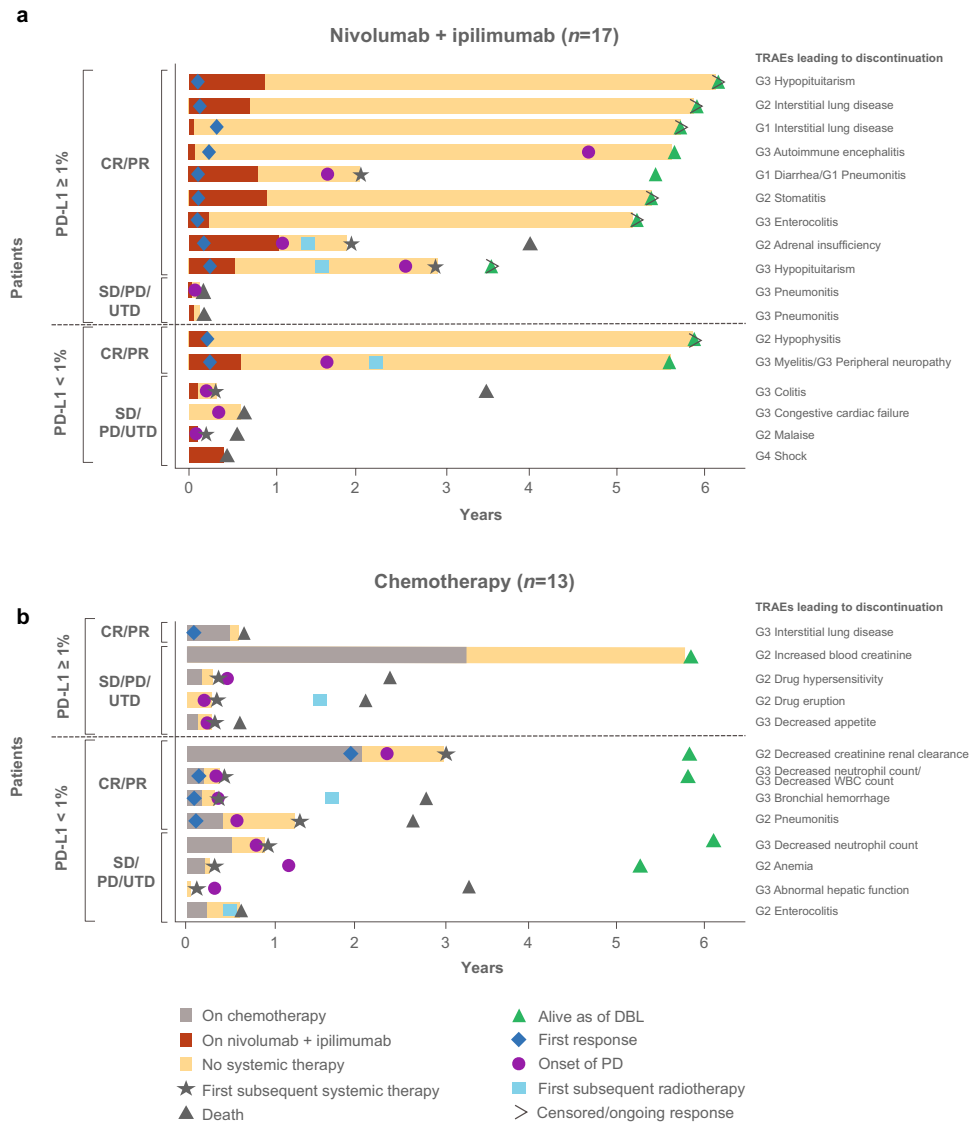 a
Nivolumab + ipilimumab (n=17)
TRAEs leading to discontinuation
Patients
PD-L1 ≥ 1%
CR/PR
G3 Hypopituitarism
G2 Interstitial lung disease
G1 Interstitial lung disease
G3 Autoimmune encephalitis
G1 Diarrhea/G1 Pneumonitis
G2 Stomatitis
G3 Enterocolitis
G2 Adrenal insufficiency
G3 Hypopituitarism
SD/PD/
UTD
G3 Pneumonitis
G3 Pneumonitis
PD-L1 < 1%
CR/PR
G2 Hypophysitis
G3 Myelitis/G3 Peripheral neuropathy
SD/
PD/UTD
G3 Colitis
G3 Congestive cardiac failure
G2 Malaise
G4 Shock
0 1 2 3 4 5 6
Years
b
Chemotherapy (n=13)
TRAEs leading to discontinuation
Patients
PD-L1 ≥ 1%
CR/PR
G3 Interstitial lung disease
SD/PD/
UTD
G2 Increased blood creatinine
G2 Drug hypersensitivity
G2 Drug eruption
G3 Decreased appetite
PD-L1 < 1%
CR/PR
G2 Decreased creatinine renal clearance
G3 Decreased neutrophil count/
G3 Decreased WBC count
G3 Bronchial hemorrhage
G2 Pneumonitis
SD/
PD/UTD
G3 Decreased neutrophil count
G2 Anemia
G3 Abnormal hepatic function
G2 Enterocolitis
0 1 2 3 4 5 6
Years
On chemotherapy
On nivolumab + ipilimumab
No systemic therapy
First subsequent systemic therapy
Death
Alive as of DBL
First response
Onset of PD
First subsequent radiotherapy
Censored/ongoing response